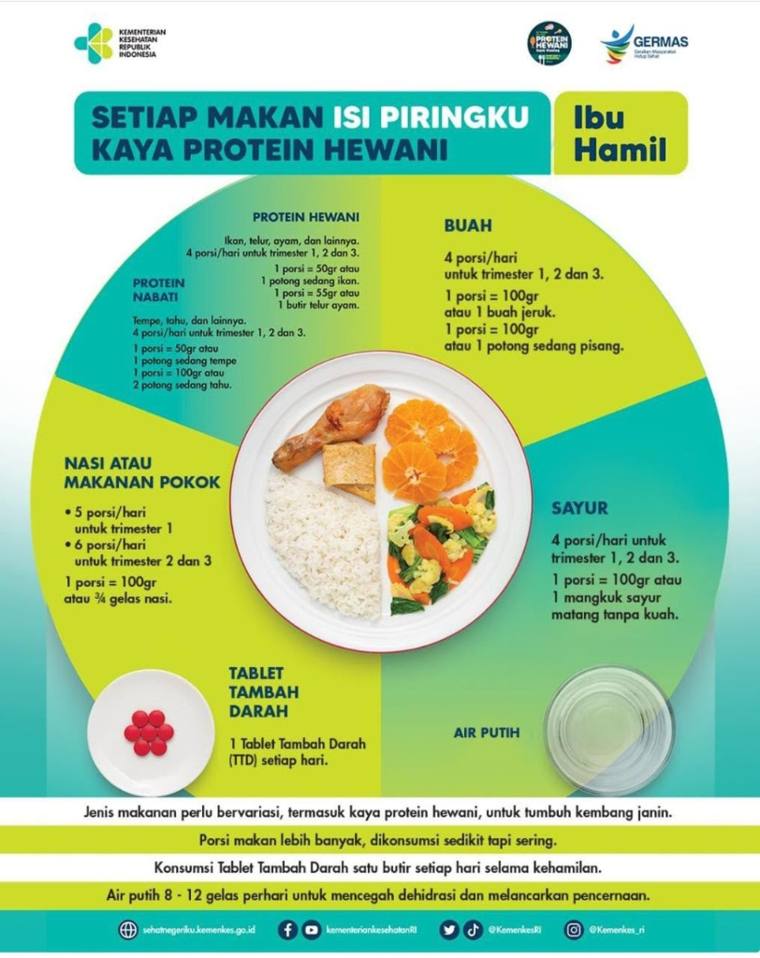 KEMENTERIAN
KESEHATAN
REPUBLIK
INDONESIA
PROTEIN
HEWANI
GERMAS
Gerakan Masyarakat
Hidup Sehat
SETIAP MAKAN ISI PIRINGKU
KAYA PROTEIN HEWANI
Ibu
Hamil
PROTEIN HEWANI
Ikan, telur, ayam, dan lainnya.
4 porsi/hari untuk trimester 1, 2 dan 3.
1 porsi = 50gr atau
1 potong sedang ikan.
1 porsi = 55gr atau
1 butir telur ayam.
PROTEIN
NABATI
Tempe, tahu, dan lainnya.
4 porsi/hari untuk trimester 1, 2 dan 3.
1 porsi = 50gr atau
1 potong sedang tempe
1 porsi = 100gr atau
2 potong sedang tahu.
BUAH
4 porsi/hari
untuk trimester 1, 2 dan 3.
1 porsi = 100gr
atau 1 buah jeruk.
1 porsi = 100gr
atau 1 potong sedang pisang.
NASI ATAU
MAKANAN POKOK
• 5 porsi/hari
untuk trimester 1
• 6 porsi/hari
untuk trimester 2 dan 3
1 porsi = 100gr
atau ¾ gelas nasi.
SAYUR
4 porsi/hari untuk
trimester 1, 2 dan 3.
1 porsi = 100gr atau
1 mangkuk sayur
matang tanpa kuah.
TABLET
TAMBAH
DARAH
1 Tablet Tambah Darah
(TTD) setiap hari.
AIR PUTIH
Jenis makanan perlu bervariasi, termasuk kaya protein hewani, untuk tumbuh kembang janin.
Porsi makan lebih banyak, dikonsumsi sedikit tapi sering.
Konsumsi Tablet Tambah Darah satu butir setiap hari selama kehamilan.
Air putih 8 - 12 gelas perhari untuk mencegah dehidrasi dan melancarkan pencernaan.
sehatnegeriku.kemenkes.go.id
kementeriankesehatanRI
@KemenkesRI
@Kemenkes_ri